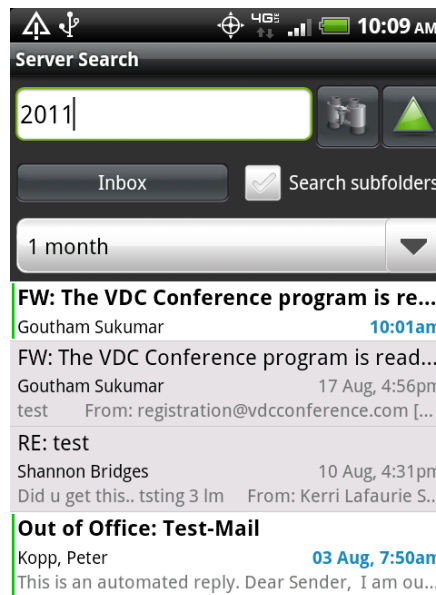 4G
10:09 AM
Server Search
2011
Inbox
Search subfolders
1 month
FW: The VDC Conference program is re...
Goutham Sukumar
10:01am
FW: The VDC Conference program is read...
Goutham Sukumar
17 Aug, 4:56pm
test From: registration@vdcconference.com [...
RE: test
Shannon Bridges
10 Aug, 4:31pm
Did u get this.. tsting 3 lm From: Kerri Lafaurie S...
Out of Office: Test-Mail
Kopp, Peter
03 Aug, 7:50am
This is an automated reply. Dear Sender, I am ou...